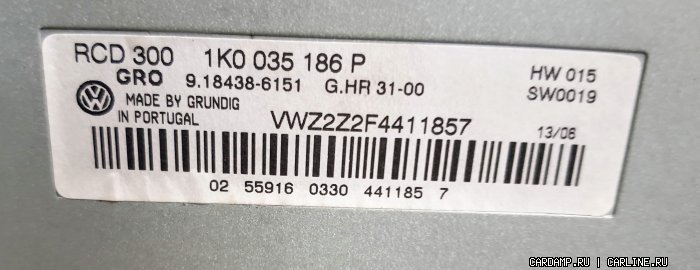 RCD 300 1K0 035 186 P
GRO 9.18438-6151 G.HR 31-00 HW 015
SW0019
MADE BY GRUNDIG
IN PORTUGAL VWZ2Z2F4411857 13/06
02 55916 0330 441185 7
CARDAMP.RU | CARLINE.RU